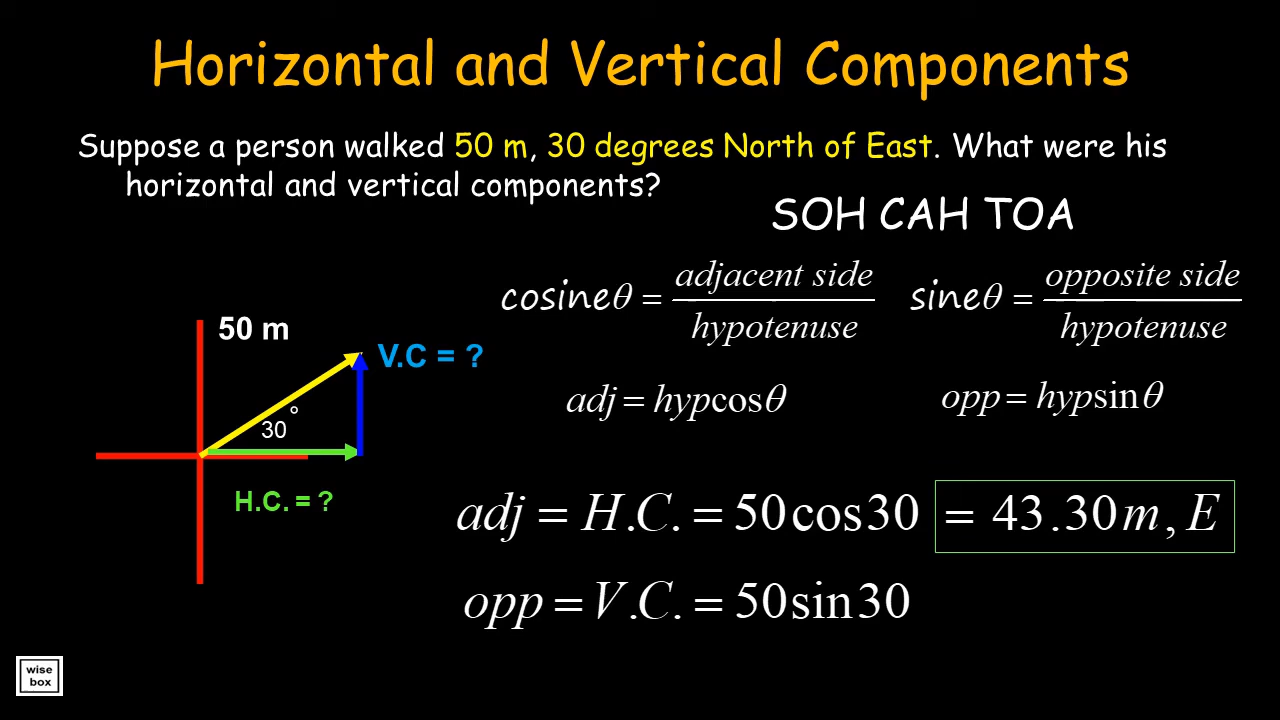 Horizontal and Vertical Components
Suppose a person walked 50 m, 30 degrees North of East. What were his
horizontal and vertical components?
SOH CAH TOA
cosineθ = adjacent side / hypotenuse
sineθ = opposite side / hypotenuse
50 m
V.C = ?
30°
H.C. = ?
adj = hypcosθ
opp = hypsinθ
adj = H.C. = 50cos30 = 43.30m, E
opp = V.C. = 50sin30
wise
box